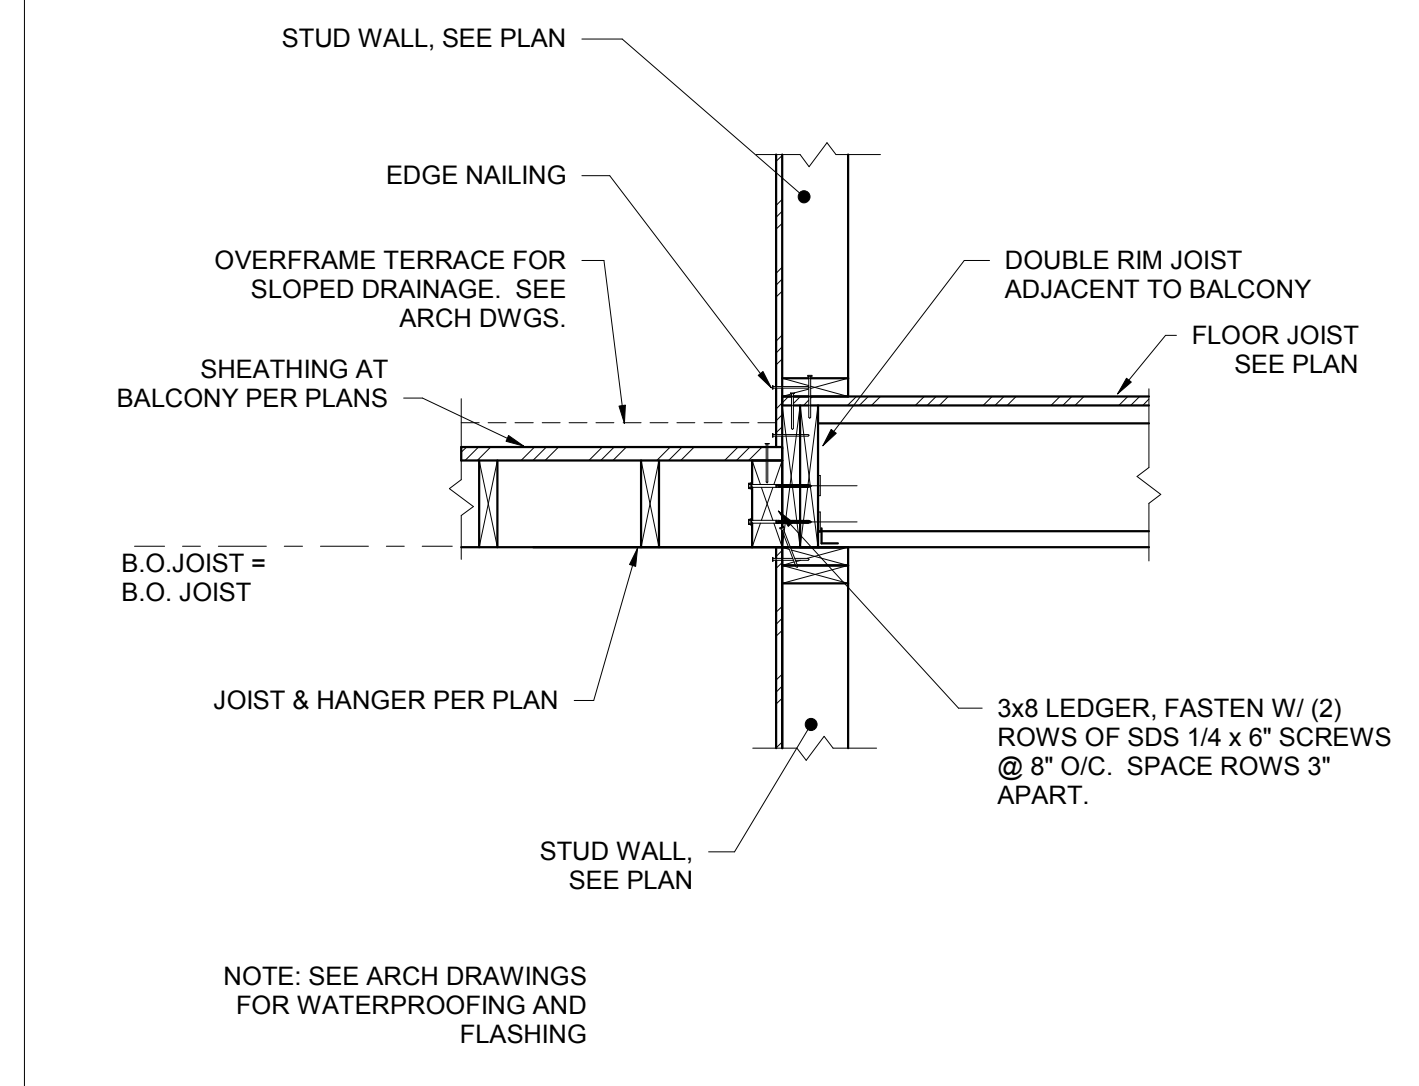 STUD WALL, SEE PLAN
EDGE NAILING
OVERFRAME TERRACE FOR
SLOPED DRAINAGE.  SEE
ARCH DWGS.
DOUBLE RIM JOIST
ADJACENT TO BALCONY
FLOOR JOIST
SEE PLAN
SHEATHING AT
BALCONY PER PLANS
B.O.JOIST =
B.O. JOIST
JOIST & HANGER PER PLAN
3x8 LEDGER, FASTEN W/ (2)
ROWS OF SDS 1/4 x 6" SCREWS
@ 8" O/C.  SPACE ROWS 3"
APART.
STUD WALL,
SEE PLAN
NOTE: SEE ARCH DRAWINGS
FOR WATERPROOFING AND
FLASHING